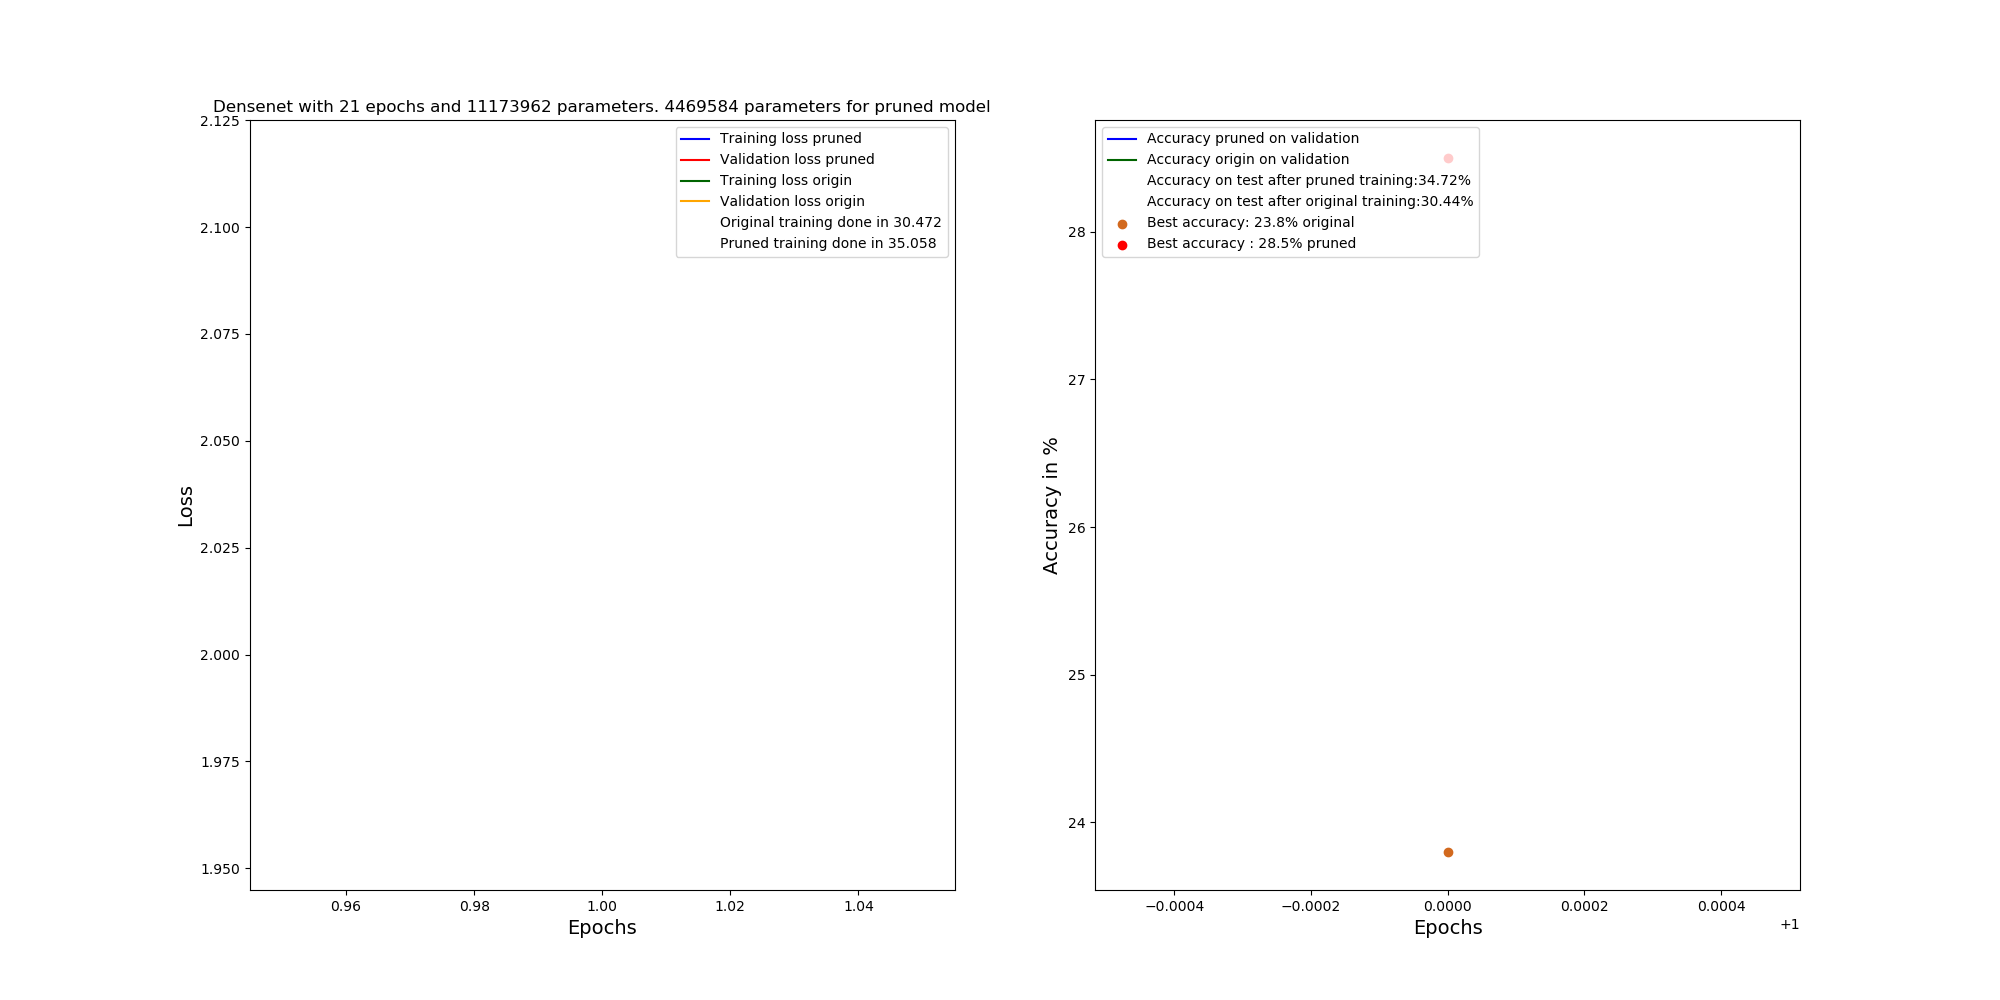 Densenet with 21 epochs and 11173962 parameters. 4469584 parameters for pruned model
2.125
2.100
2.075
2.050
2.025
2.000
1.975
1.950
Loss
Training loss pruned
Validation loss pruned
Training loss origin
Validation loss origin
Original training done in 30.472
Pruned training done in 35.058
0.96 0.98 1.00 1.02 1.04
Epochs
28
27
26
25
24
Accuracy in %
Accuracy pruned on validation
Accuracy origin on validation
Accuracy on test after pruned training:34.72%
Accuracy on test after original training:30.44%
Best accuracy: 23.8% original
Best accuracy : 28.5% pruned
−0.0004 −0.0002 0.0000 0.0002 0.0004
+1
Epochs